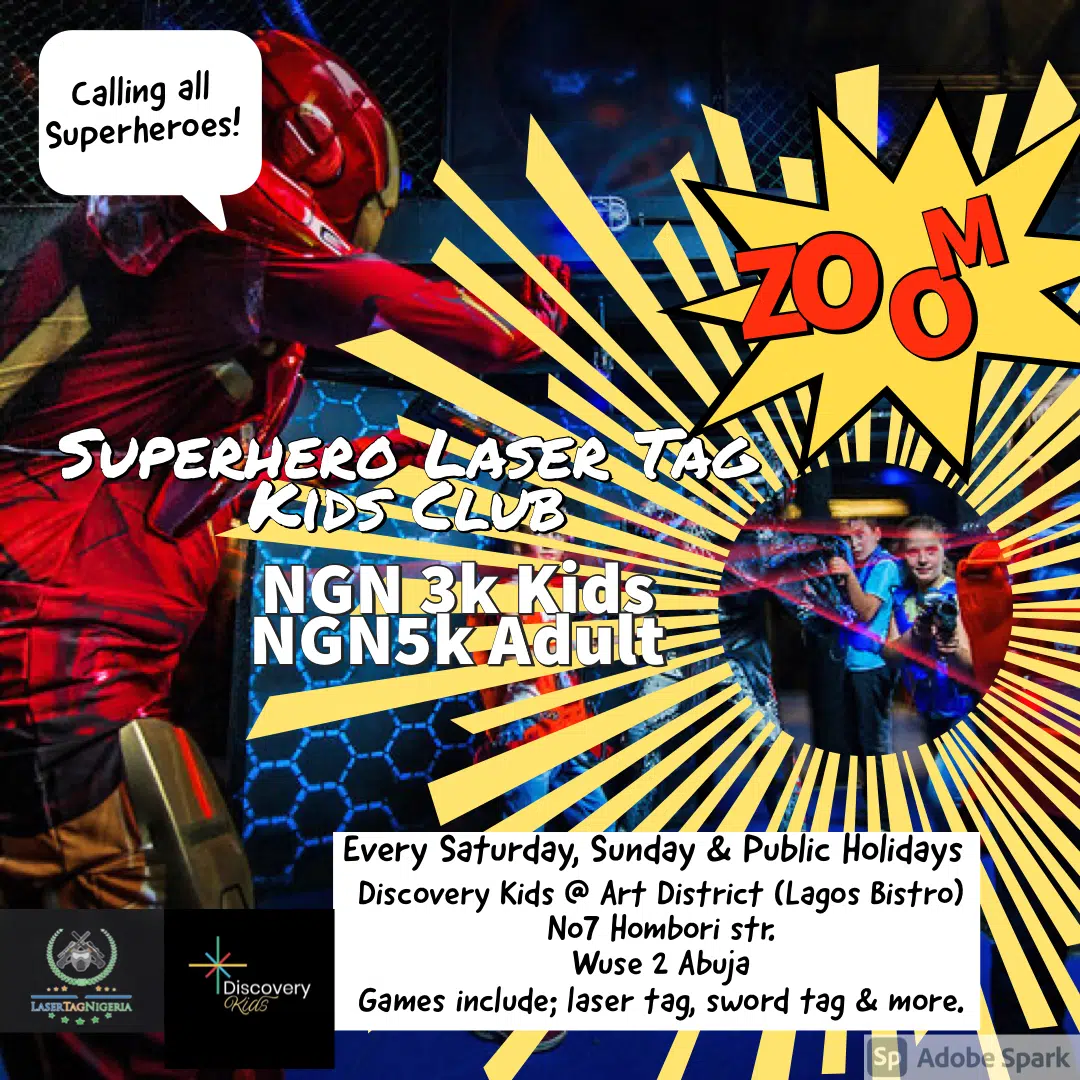 Calling all
Superheroes!
ZOOM
Superhero Laser Tag
Kids Club
NGN 3k Kids
NGN5k Adult
Every Saturday, Sunday & Public Holidays
Discovery Kids @ Art District (Lagos Bistro)
No7 Hombori str.
Wuse 2 Abuja
Games include; laser tag, sword tag & more.
LASERTAGNIGERIA
Discovery
Kids
Sp Adobe Spark